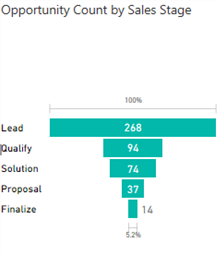 Opportunity Count by Sales Stage
100%
Lead 268
Qualify 94
Solution 74
Proposal 37
Finalize 14
5.2%